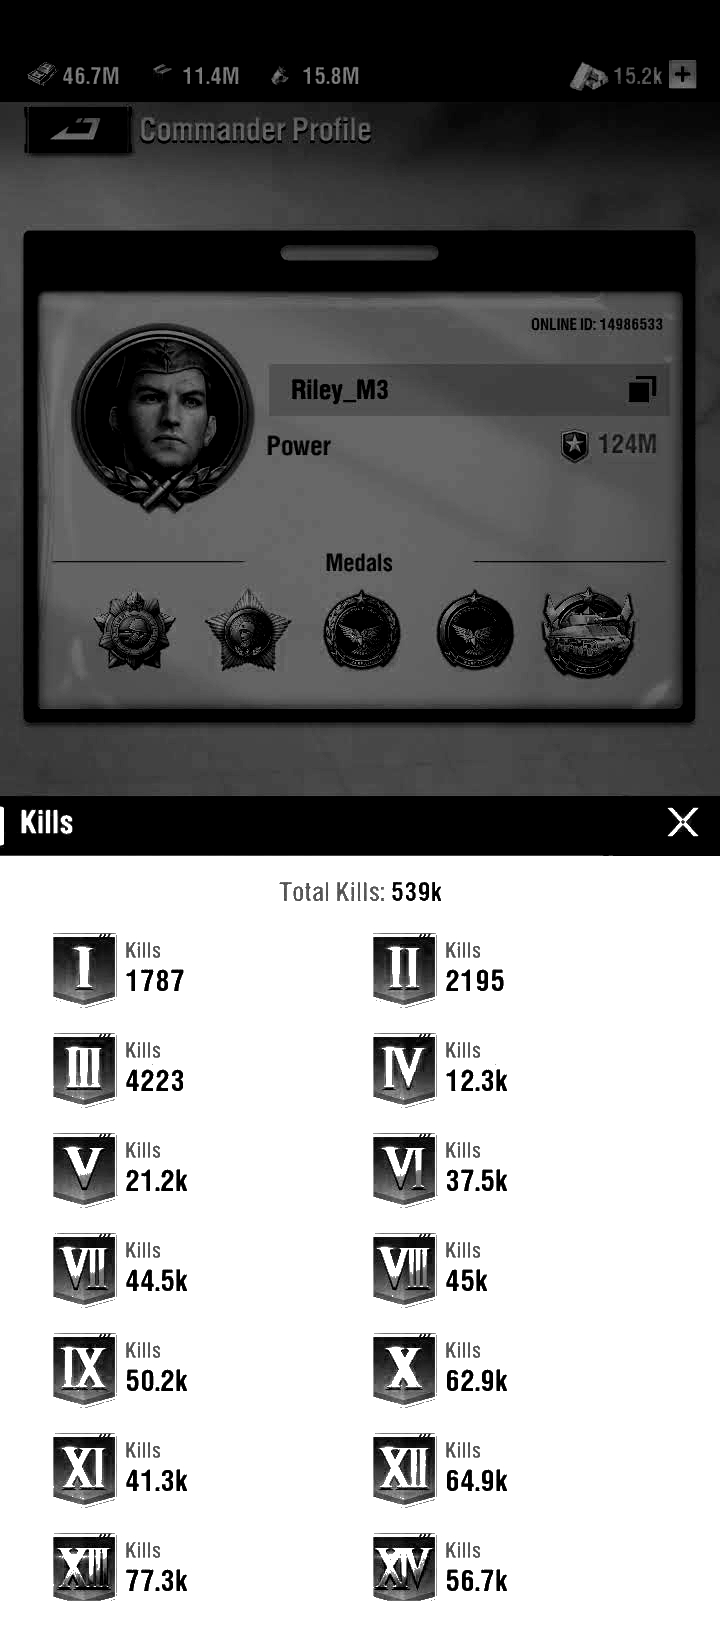 46.7M 11.4M 15.8M 15.2k
Commander Profile
ONLINE ID: 14986533
Riley_M3
Power 124M
Medals
Kills
Total Kills: 539k
I Kills 1787
II Kills 2195
III Kills 4223
IV Kills 12.3k
V Kills 21.2k
VI Kills 37.5k
VII Kills 44.5k
VIII Kills 45k
IX Kills 50.2k
X Kills 62.9k
XI Kills 41.3k
XII Kills 64.9k
XIII Kills 77.3k
XIV Kills 56.7k